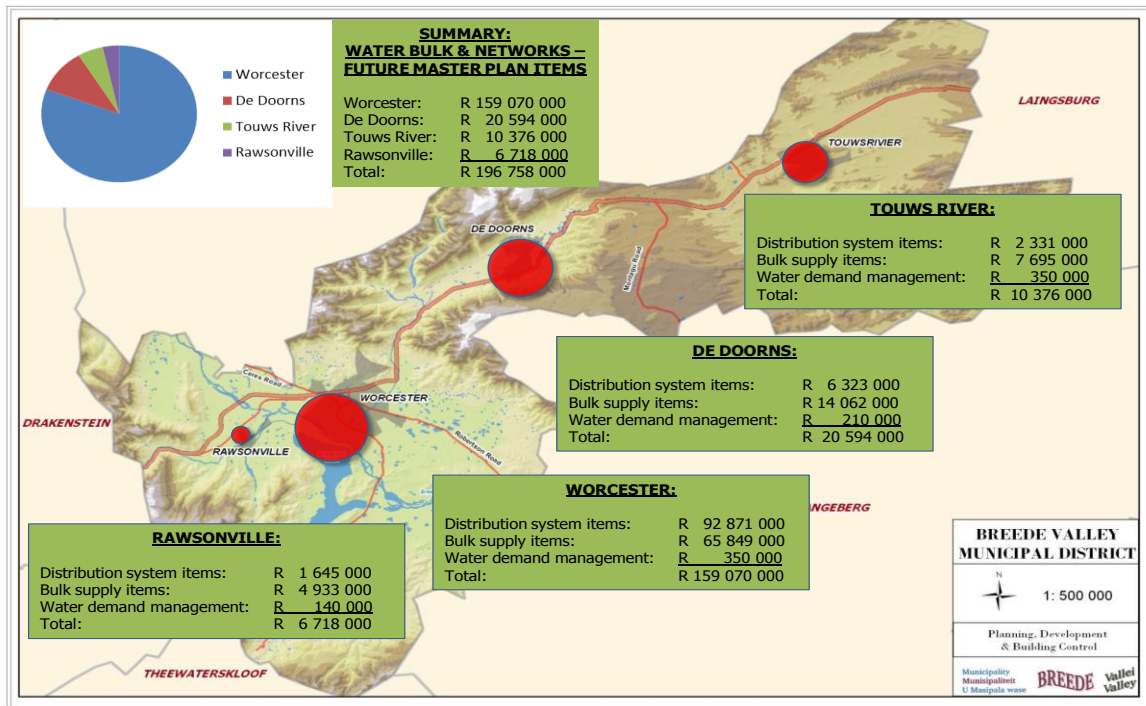 Worcester
De Doorns
Touws River
Rawsonville
SUMMARY:
WATER BULK & NETWORKS –
FUTURE MASTER PLAN ITEMS
Worcester: R 159 070 000
De Doorns: R 20 594 000
Touws River: R 10 376 000
Rawsonville: R 6 718 000
Total: R 196 758 000
LAINGSBURG
TOUWSRIVIER
TOUWS RIVER:
Distribution system items: R 2 331 000
Bulk supply items: R 7 695 000
Water demand management: R 350 000
Total: R 10 376 000
DE DOORNS
Montagu Road
DE DOORNS:
Distribution system items: R 6 323 000
Bulk supply items: R 14 062 000
Water demand management: R 210 000
Total: R 20 594 000
Ceres Road
WORCESTER
DRAKENSTEIN
RAWSONVILLE
Robertson Road
WORCESTER:
Distribution system items: R 92 871 000
Bulk supply items: R 65 849 000
Water demand management: R 350 000
Total: R 159 070 000
ANGEBERG
RAWSONVILLE:
Distribution system items: R 1 645 000
Bulk supply items: R 4 933 000
Water demand management: R 140 000
Total: R 6 718 000
THEEWATERSKLOOF
BREEDE VALLEY
MUNICIPAL DISTRICT
N
1: 500 000
Planning, Development
& Building Control
Municipality
Munisipaliteit
U Masipala wase
BREEDE
Vallei
Valley